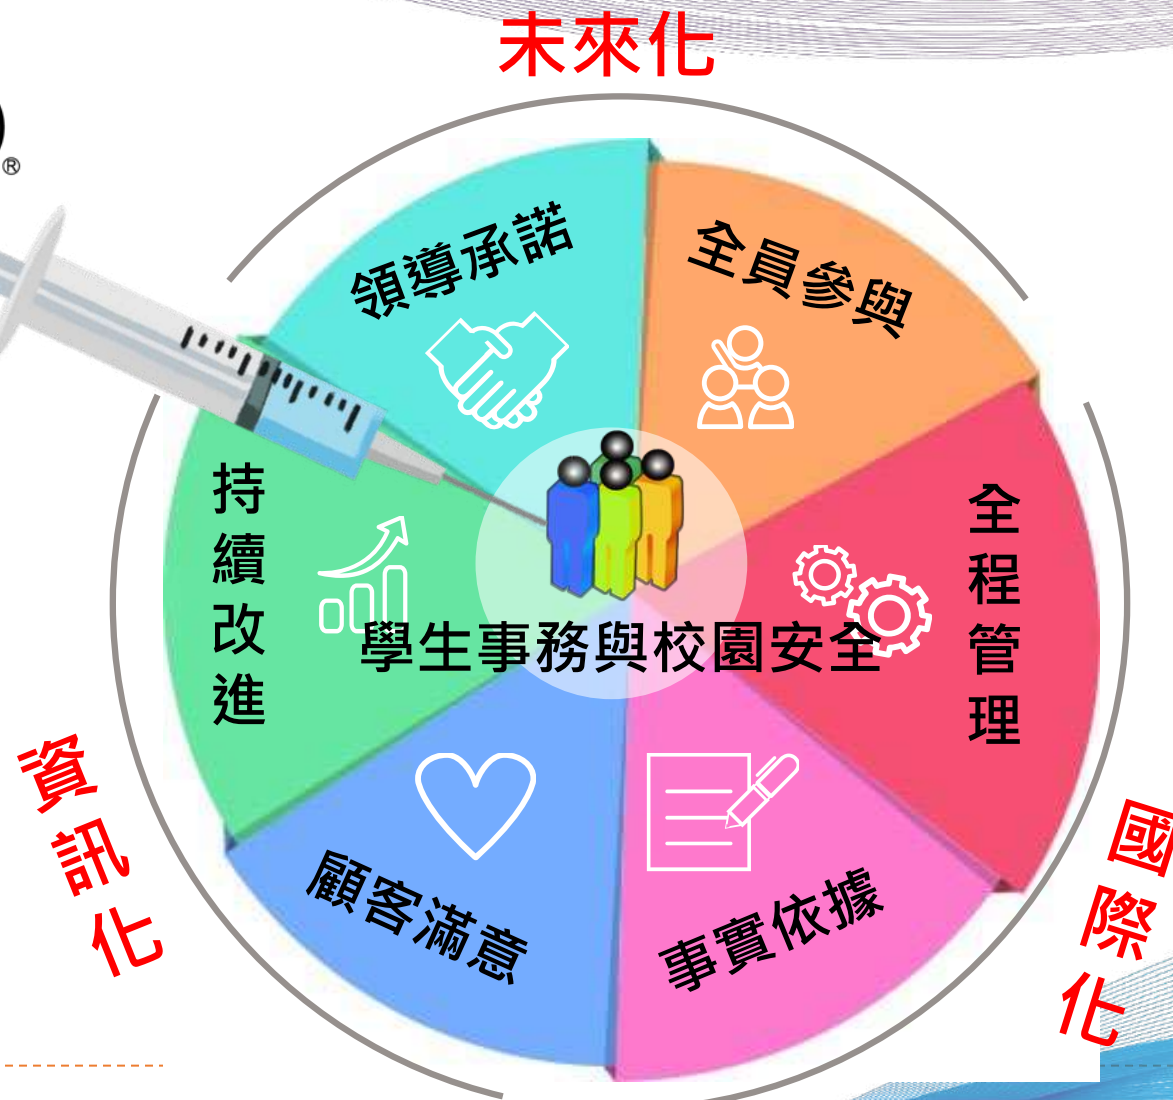 未來化
®
領導承諾
全員參與
持續改進
全程管理
學生事務與校園安全
資訊化
國際化
顧客滿意
事實依據